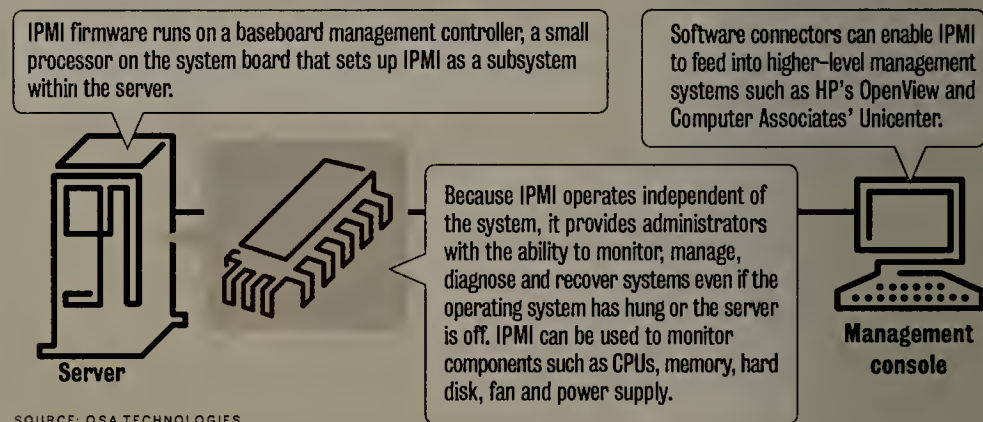 IPMI firmware runs on a baseboard management controller, a small
processor on the system board that sets up IPMI as a subsystem
within the server.
Software connectors can enable IPMI
to feed into higher-level management
systems such as HP's OpenView and
Computer Associates' Unicenter.
Because IPMI operates independent of
the system, it provides administrators
with the ability to monitor, manage,
diagnose and recover systems even if the
operating system has hung or the server
is off. IPMI can be used to monitor
components such as CPUs, memory, hard
disk, fan and power supply.
Server
Management
console
SOURCE: OSA TECHNOLOGIES